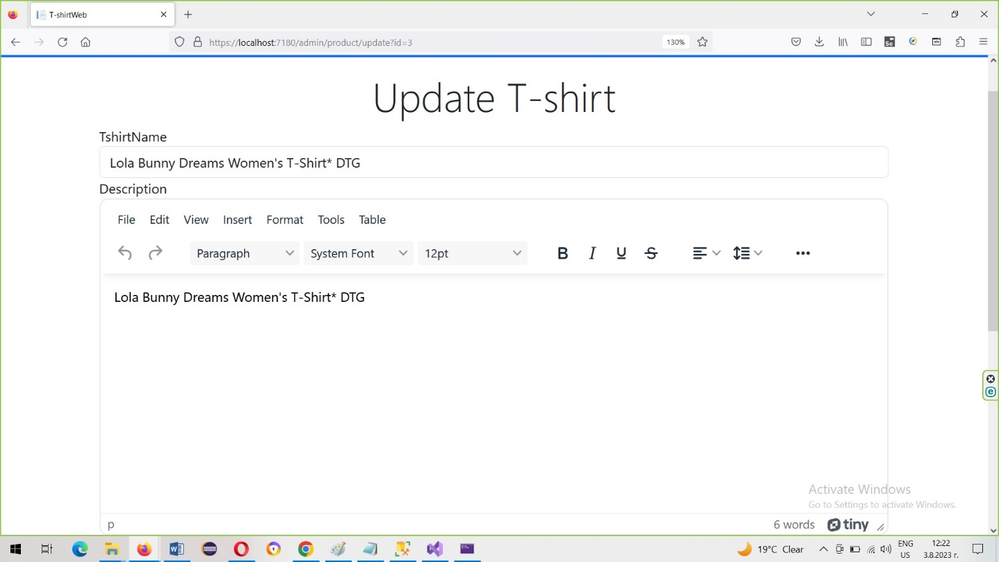 T-shirtWeb
https://localhost:7180/admin/product/update?id=3
130%
Update T-shirt
TshirtName
Lola Bunny Dreams Women's T-Shirt* DTG
Description
File Edit View Insert Format Tools Table
Paragraph System Font 12pt B I U S
Lola Bunny Dreams Women's T-Shirt* DTG
Activate Windows
Go to Settings to activate Windows.
p 6 words tiny
19°C Clear ENG 12:22
US 3.8.2023 г.